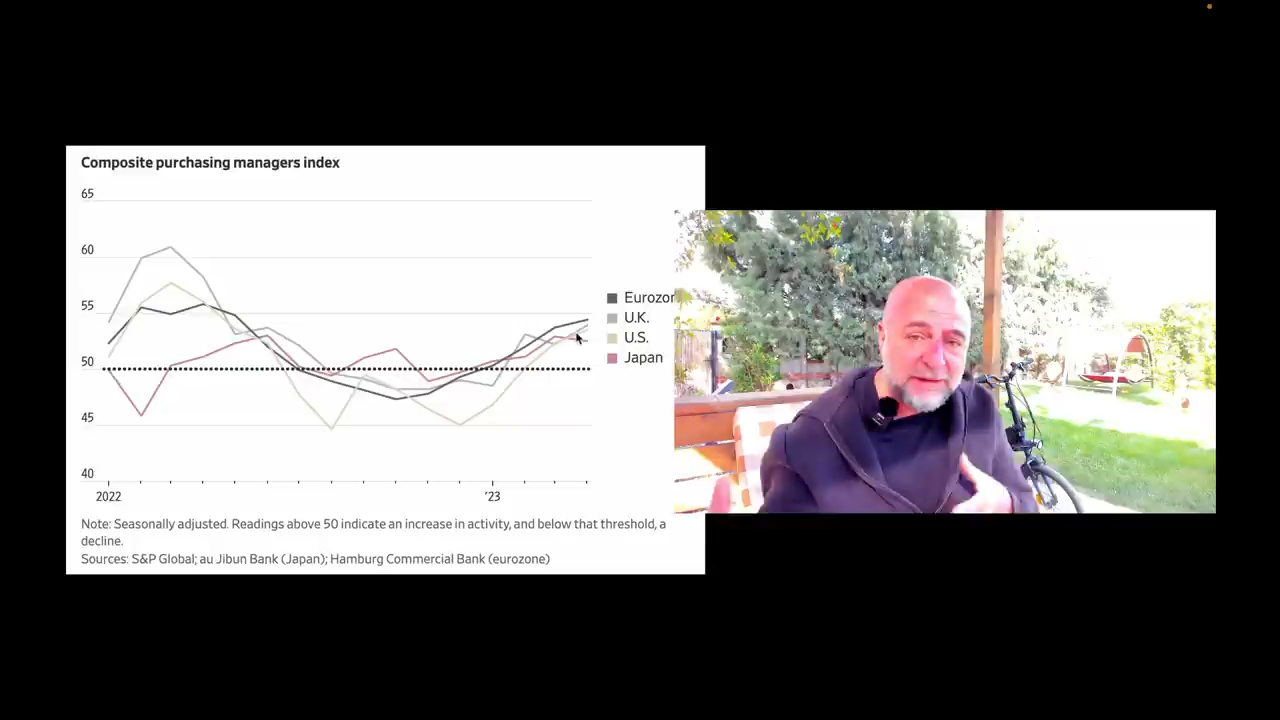 Composite purchasing managers index
65
60
55
50
45
40
2022
'23
U.K.
U.S.
Japan
Note: Seasonally adjusted. Readings above 50 indicate an increase in activity, and below that threshold, a
decline.
Sources: S&P Global; au Jibun Bank (Japan); Hamburg Commercial Bank (eurozone)